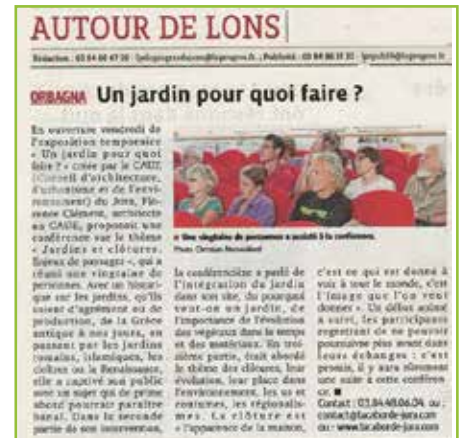 AUTOUR DE LONS
ORBAGNA Un jardin pour quoi faire ?
En ouverture vendredi de
l'exposition temporaire
« Un jardin pour quoi
faire ? » créée par le CAUE
(Conseil d'architecture,
d'urbanisme et de l'envi-
ronnement) du Jura, Flo-
rence Clément, architecte
au CAUE, proposait une
conférence sur le thème
« Jardins et clôtures.
Enjeux de paysages », qui a
réuni une vingtaine de
personnes. Avec un histori-
que sur les jardins, qu'ils
soient d'agrément ou de
production, de la Grèce
antique à nos jours, en
passant par les jardins
romains, islamiques, les
cloîtres ou la Renaissance,
elle a captivé son public
avec un sujet qui de prime
abord pourrait paraître
banal. Dans la seconde
partie de son intervention,
Une vingtaine de personnes a assisté à la conférence.
Photo Christian
la conférencière a parlé de
l'intégration du jardin
dans son site, du pourquoi
veut-on un jardin, de
l'importance de l'évolution
des végétaux dans le temps
et des matériaux. En troi-
sième partie, était abordé
le thème des clôtures, leur
évolution, leur place dans
l'environnement, les us et
coutumes, les régionalis-
mes. La clôture est
« l'apparence de la maison,
c'est ce qui est donné à
voir à tout le monde, c'est
l'image que l'on veut
donner ». Un débat animé
a suivi, les participants
regrettant de ne pouvoir
poursuivre plus avant dans
leurs échanges : c'est
promis, il y aura sûrement
une suite à cette conféren-
ce. ■
Contact : 03.84.48.06.04 ou :
contact@lacaborde-jura.com
ou : www.lacaborde-jura.com